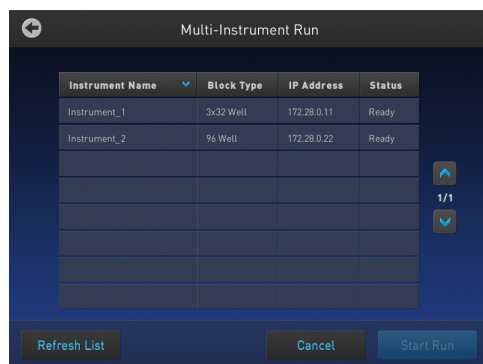 Multi-Instrument Run
Instrument Name Block Type IP Address Status
Instrument_1 3x32 Well 172.28.0.11 Ready
Instrument_2 96 Well 172.28.0.22 Ready
1/1
Refresh List Cancel Start Run